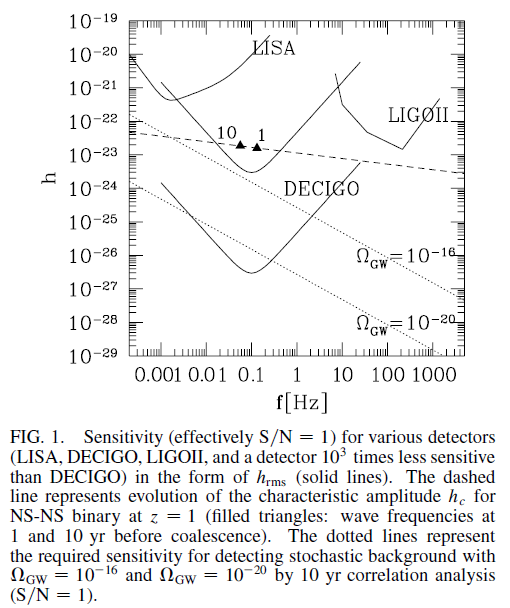 10⁻¹⁹
10⁻²⁰
10⁻²¹
10⁻²²
10⁻²³
10⁻²⁴
10⁻²⁵
10⁻²⁶
10⁻²⁷
10⁻²⁸
10⁻²⁹
h
LISA
LIGOII
10 1
DECIGO
Ω_GW=10⁻¹⁶
Ω_GW=10⁻²⁰
0.001 0.01 0.1 1 10 100 1000
f[Hz]
FIG. 1. Sensitivity (effectively S/N = 1) for various detectors
(LISA, DECIGO, LIGOII, and a detector 10³ times less sensitive
than DECIGO) in the form of h_rms (solid lines). The dashed
line represents evolution of the characteristic amplitude h_c for
NS-NS binary at z = 1 (filled triangles: wave frequencies at
1 and 10 yr before coalescence). The dotted lines represent
the required sensitivity for detecting stochastic background with
Ω_GW = 10⁻¹⁶ and Ω_GW = 10⁻²⁰ by 10 yr correlation analysis
(S/N = 1).